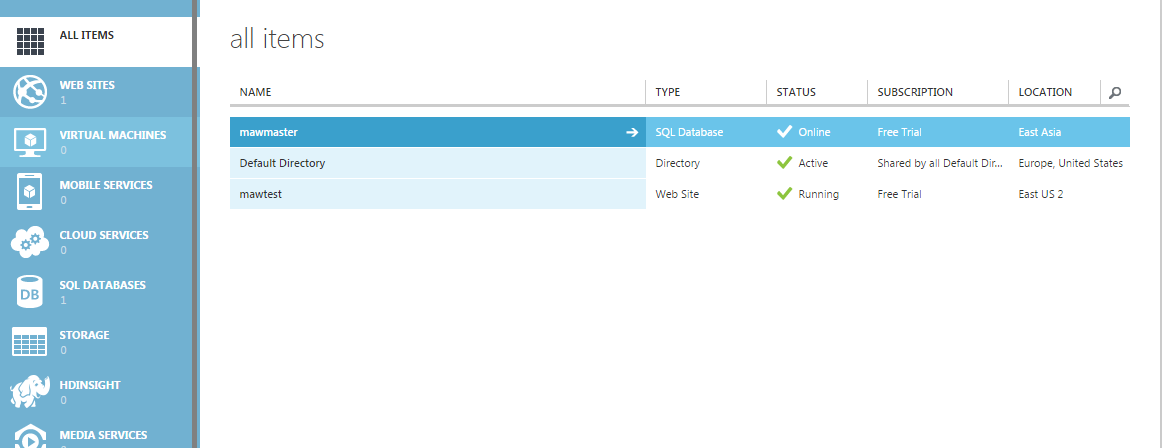 ALL ITEMS
WEB SITES
1
VIRTUAL MACHINES
0
MOBILE SERVICES
0
CLOUD SERVICES
0
DB
SQL DATABASES
1
STORAGE
0
HDINSIGHT
0
MEDIA SERVICES
all items
NAME TYPE STATUS SUBSCRIPTION LOCATION
mawmaster SQL Database Online Free Trial East Asia
Default Directory Directory Active Shared by all Default Dir... Europe, United States
mawtest Web Site Running Free Trial East US 2